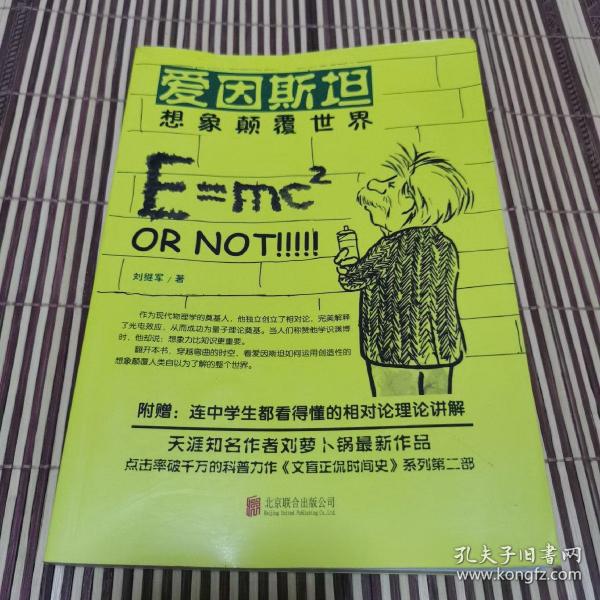 爱因斯坦
想象颠覆世界
E=mc²
OR NOT!!!!!
刘继军/著
作为现代物理学的奠基人,他独立创立了相对论,完美解释
了光电效应,从而成功为量子理论奠基。当人们称赞他学识渊博
时,他却说:想象力比知识更重要。
翻开本书,穿越弯曲的时空,看爱因斯坦如何运用创造性的
想象颠覆人类自以为了解的整个世界。
附赠:连中学生都看得懂的相对论理论讲解
天涯知名作者刘萝卜锅最新作品
点击率破千万的科普力作《文盲正侃时间史》系列第二部
北京联合出版公司
Beijing United Publishing Co.,Ltd.
孔夫子旧书网
www.kongfz.com